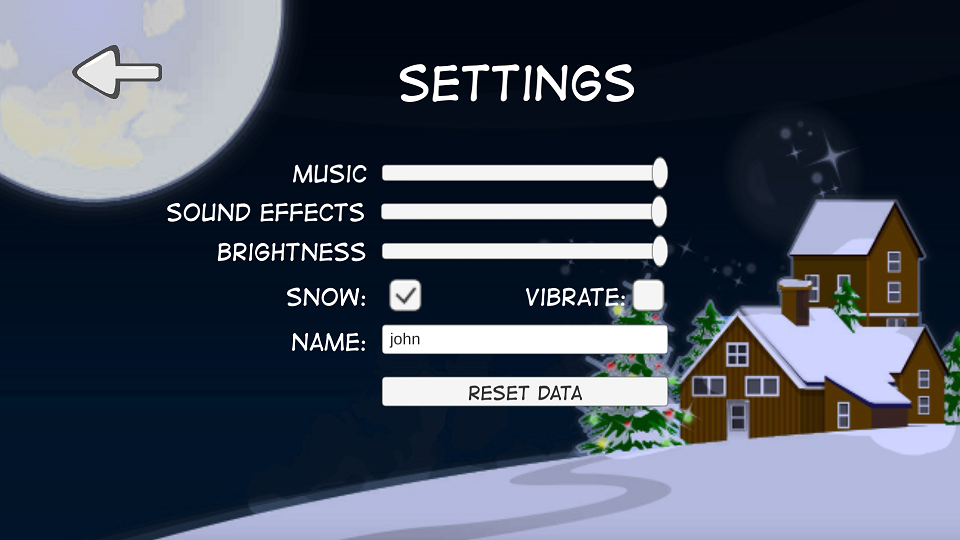 SETTINGS
MUSIC
SOUND EFFECTS
BRIGHTNESS
SNOW: VIBRATE:
NAME: john
RESET DATA